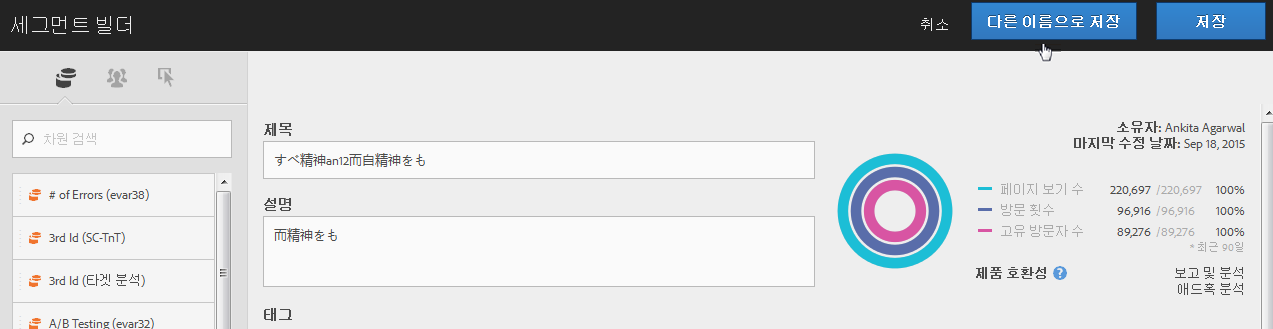 세그먼트 빌더
취소
다른 이름으로 저장
저장
차원 검색
# of Errors (evar38)
3rd Id (SC-TnT)
3rd Id (타겟 분석)
A/B Testing (evar32)
제목
すべ精神an12而自精神をも
설명
而精神をも
태그
소유자: Ankita Agarwal
마지막 수정 날짜: Sep 18, 2015
페이지 보기 수 220,697 /220,697 100%
방문 횟수 96,916 /96,916 100%
고유 방문자 수 89,276 /89,276 100%
* 최근 90일
제품 호환성 ?
보고 및 분석
애드혹 분석